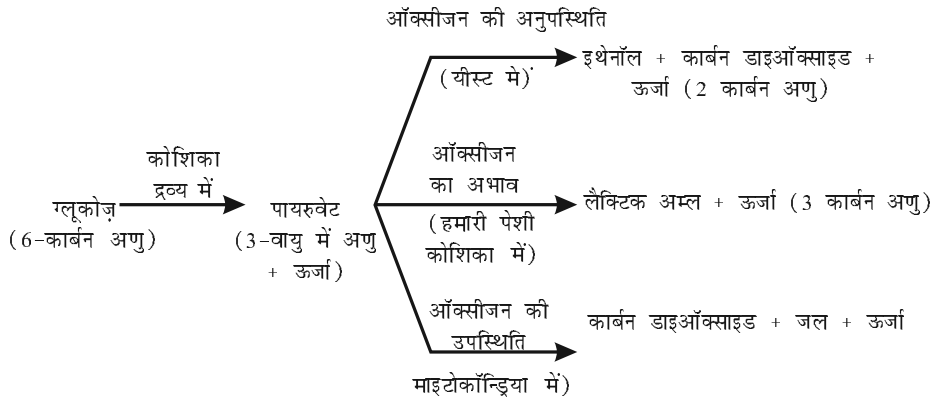 ऑक्सीजन की अनुपस्थिति
(यीस्ट मे)ं
इथेनॉल + कार्बन डाइऑक्साइड +
ऊर्जा (2 कार्बन अणु)
कोशिका
द्रव्य में
ग्लूकोज़
(6-कार्बन अणु)
पायरुवेट
(3-वायु में अणु
+ ऊर्जा)
ऑक्सीजन
का अभाव
(हमारी पेशी
कोशिका में)
लैक्टिक अम्ल + ऊर्जा (3 कार्बन अणु)
ऑक्सीजन की
उपस्थिति
माइटोकॉन्ड्रिया में)
कार्बन डाइऑक्साइड + जल + ऊर्जा